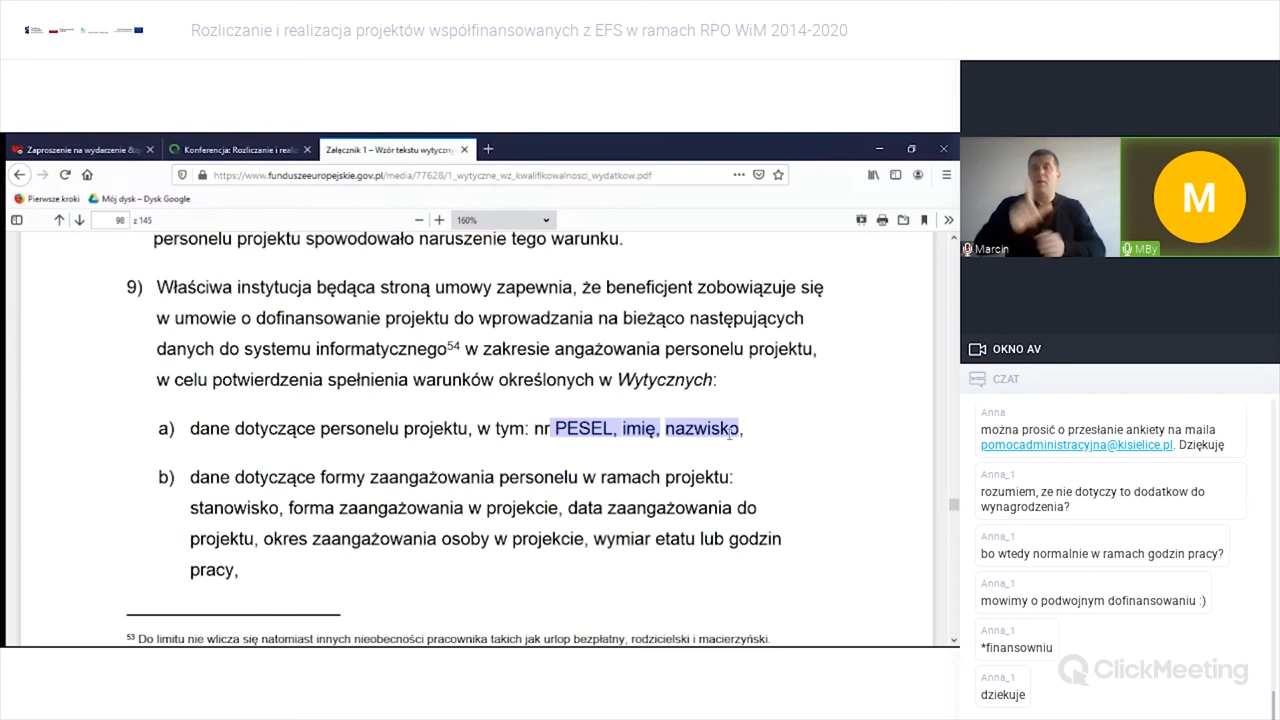 Rozliczanie i realizacja projektów współfinansowanych z EFS w ramach RPO WiM 2014-2020
Zaproszenie na wydarzenie
Konferencja: Rozliczanie i reali
Załącznik 1 – Wzór tekstu wytyczny
https://www.funduszeeuropejskie.gov.pl/media/77628/1_wytyczne_wz_kwalifikowalnosci_wydatkow.pdf
Pierwsze kroki
Mój dysk – Dysk Google
98 z 145
160%
personelu projektu spowodowało naruszenie tego warunku.
9) Właściwa instytucja będąca stroną umowy zapewnia, że beneficjent zobowiązuje się
w umowie o dofinansowanie projektu do wprowadzania na bieżąco następujących
danych do systemu informatycznego54 w zakresie angażowania personelu projektu,
w celu potwierdzenia spełnienia warunków określonych w Wytycznych:
a) dane dotyczące personelu projektu, w tym: nr PESEL, imię, nazwisko,
b) dane dotyczące formy zaangażowania personelu w ramach projektu:
stanowisko, forma zaangażowania w projekcie, data zaangażowania do
projektu, okres zaangażowania osoby w projekcie, wymiar etatu lub godzin
pracy,
53 Do limitu nie wlicza się natomiast innych nieobecności pracownika takich jak urlop bezpłatny, rodzicielski i macierzyński.
M
Marcin
MBy
OKNO AV
CZAT
Anna
można prosić o przesłanie ankiety na maila
pomocadministracyjna@kisielice.pl. Dziękuję
Anna_1
rozumiem, ze nie dotyczy to dodatkow do
wynagrodzenia?
Anna_1
bo wtedy normalnie w ramach godzin pracy?
Anna_1
mowimy o podwojnym dofinansowaniu :)
Anna_1
*finansowniu
Anna_1
dziekuje
ClickMeeting